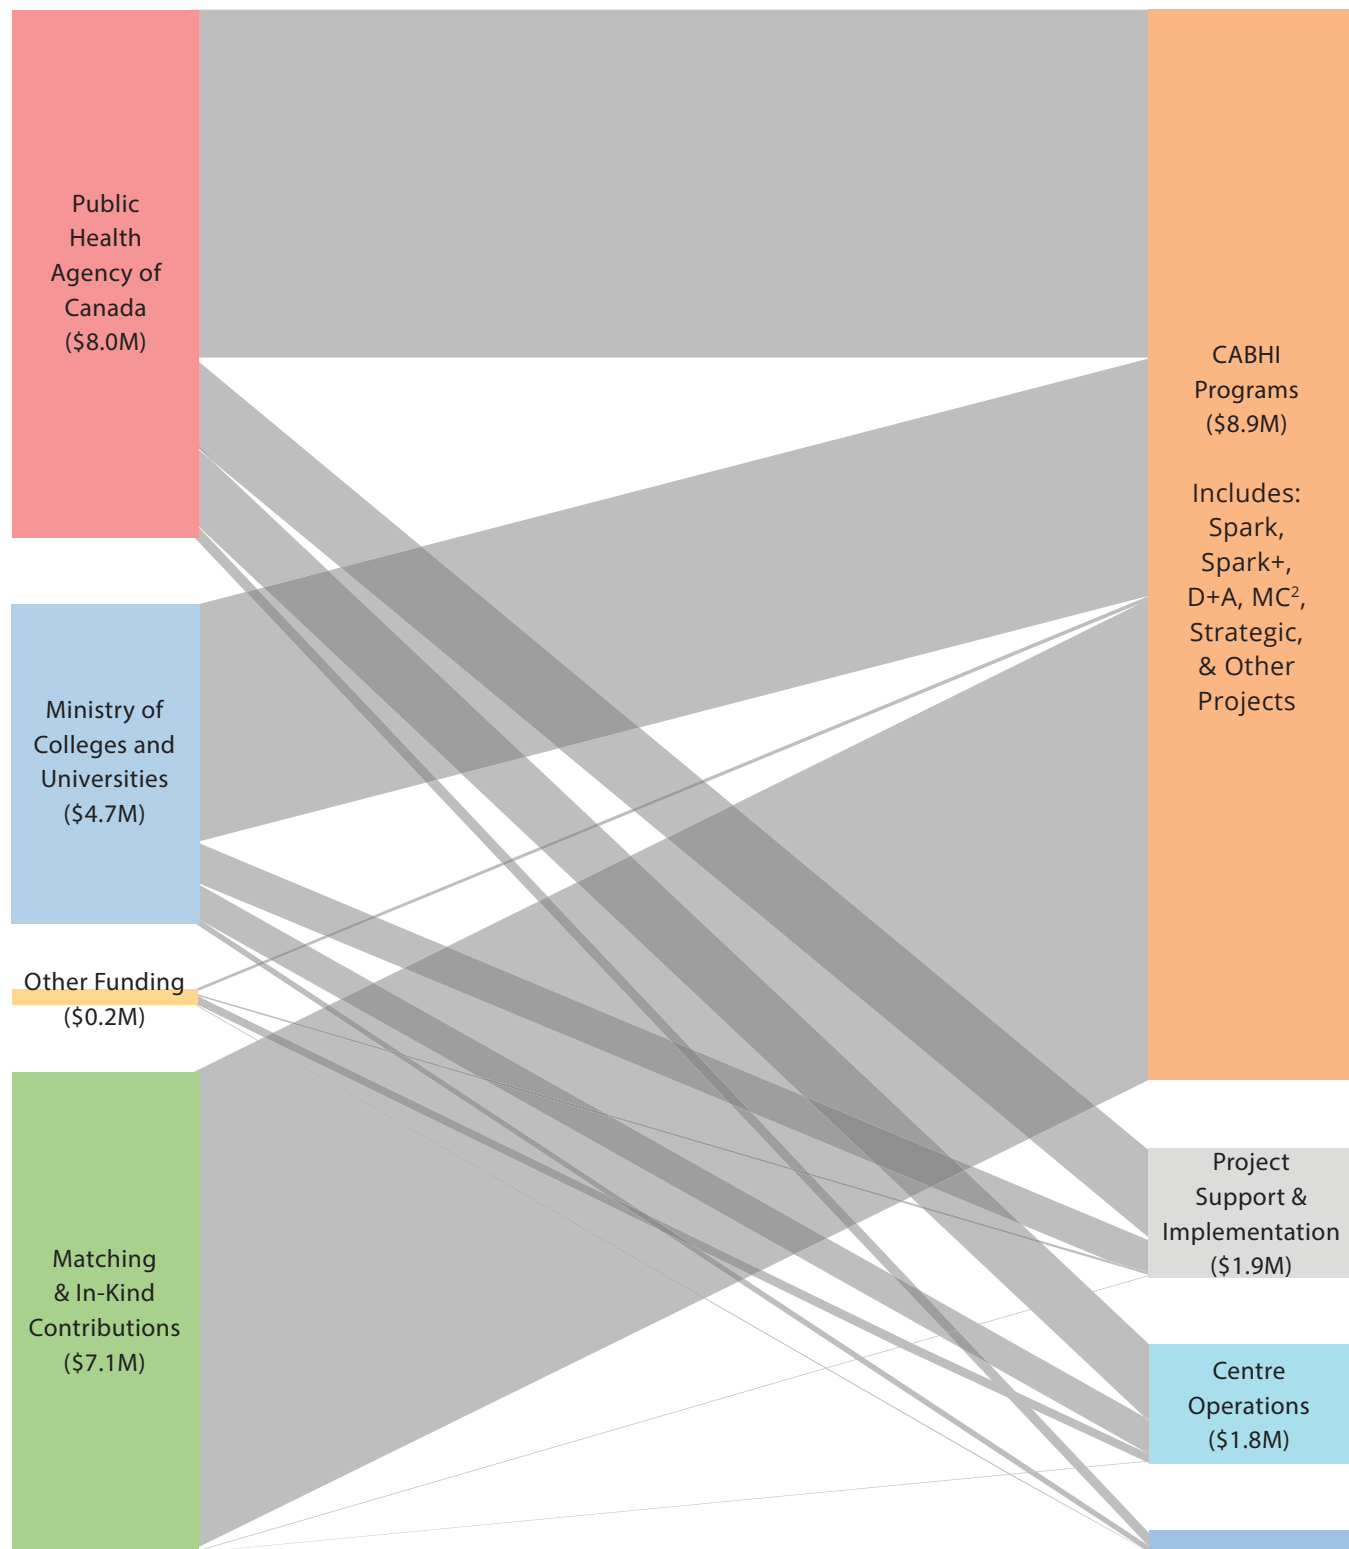 Public
Health
Agency of
Canada
($8.0M)
Ministry of
Colleges and
Universities
($4.7M)
Other Funding
($0.2M)
Matching
& In-Kind
Contributions
($7.1M)
CABHI
Programs
($8.9M)
Includes:
Spark,
Spark+,
D+A, MC²,
Strategic,
& Other
Projects
Project
Support &
Implementation
($1.9M)
Centre
Operations
($1.8M)